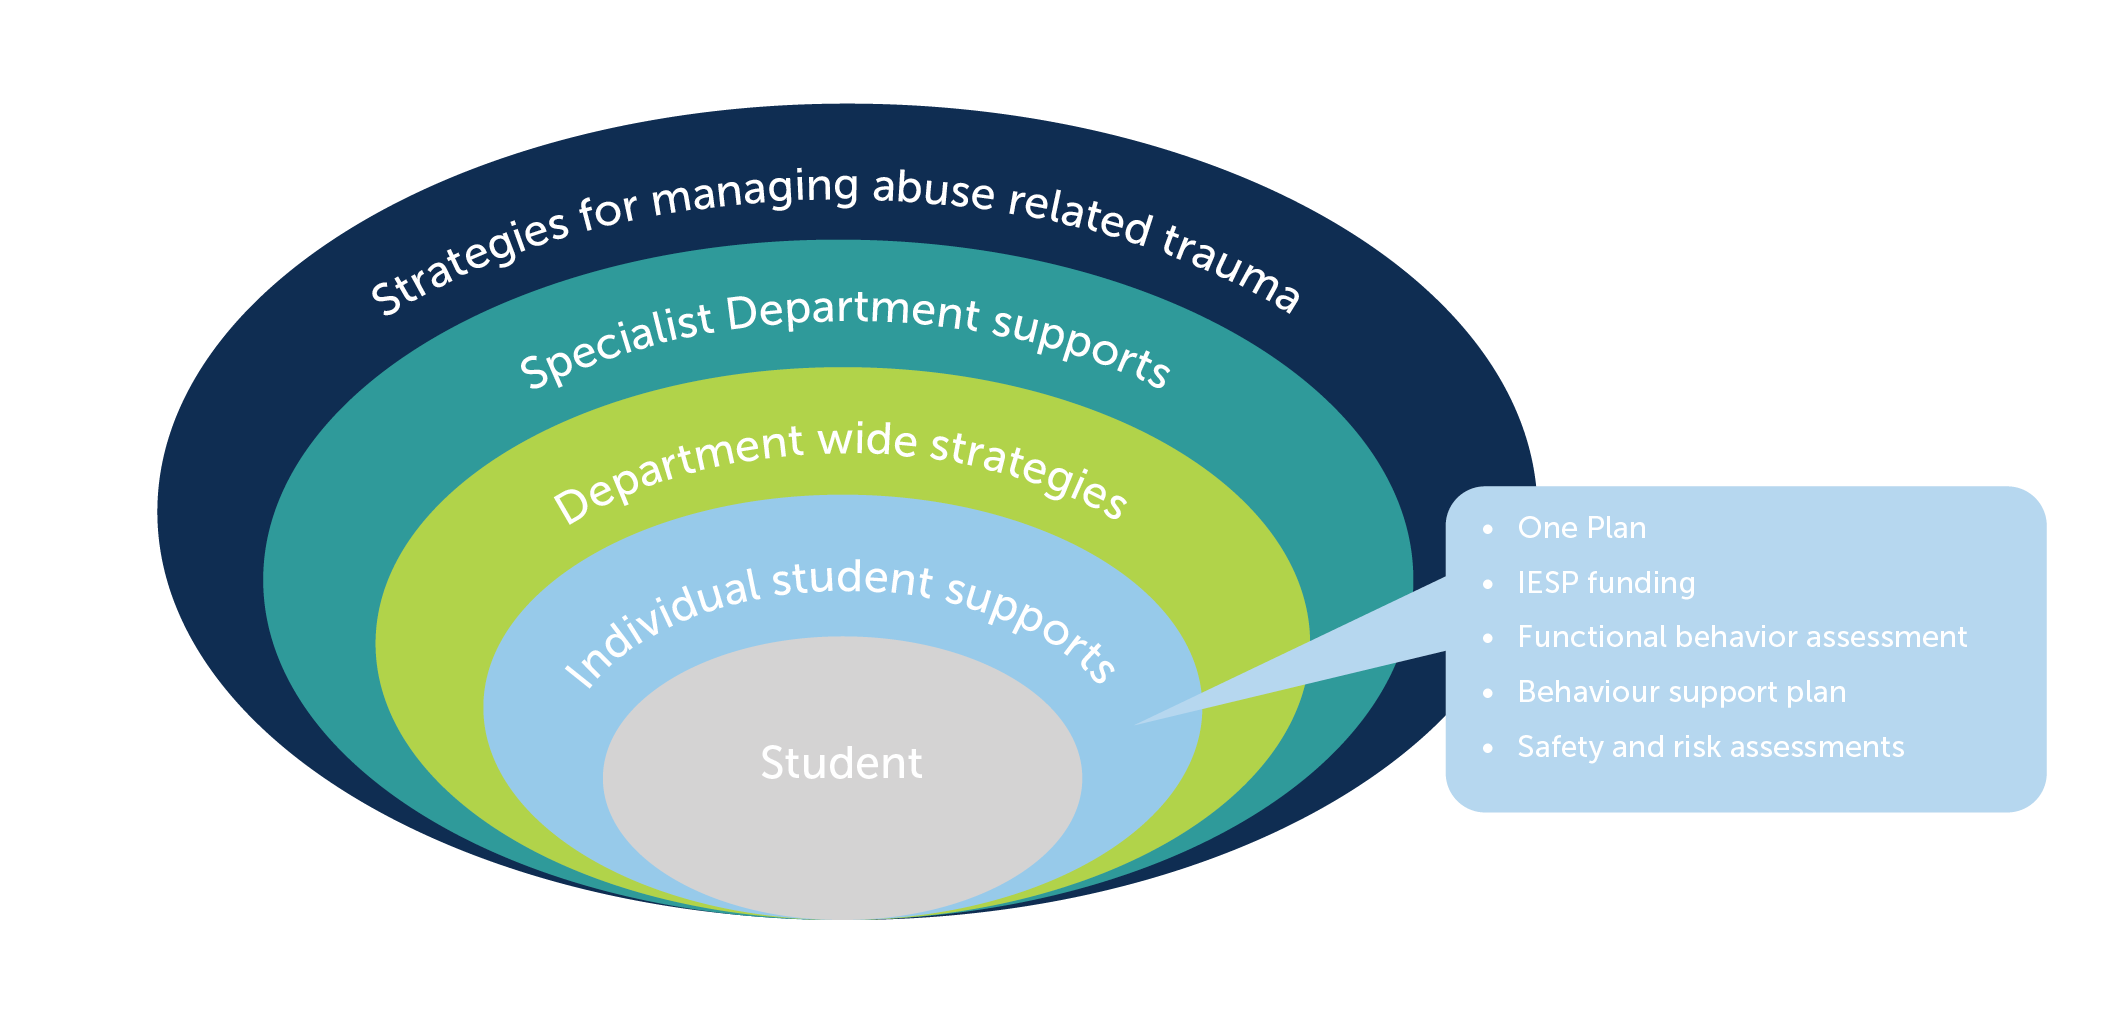 Strategies for managing abuse related trauma
Specialist Department supports
Department wide strategies
Individual student supports
Student
• One Plan
• IESP funding
• Functional behavior assessment
• Behaviour support plan
• Safety and risk assessments